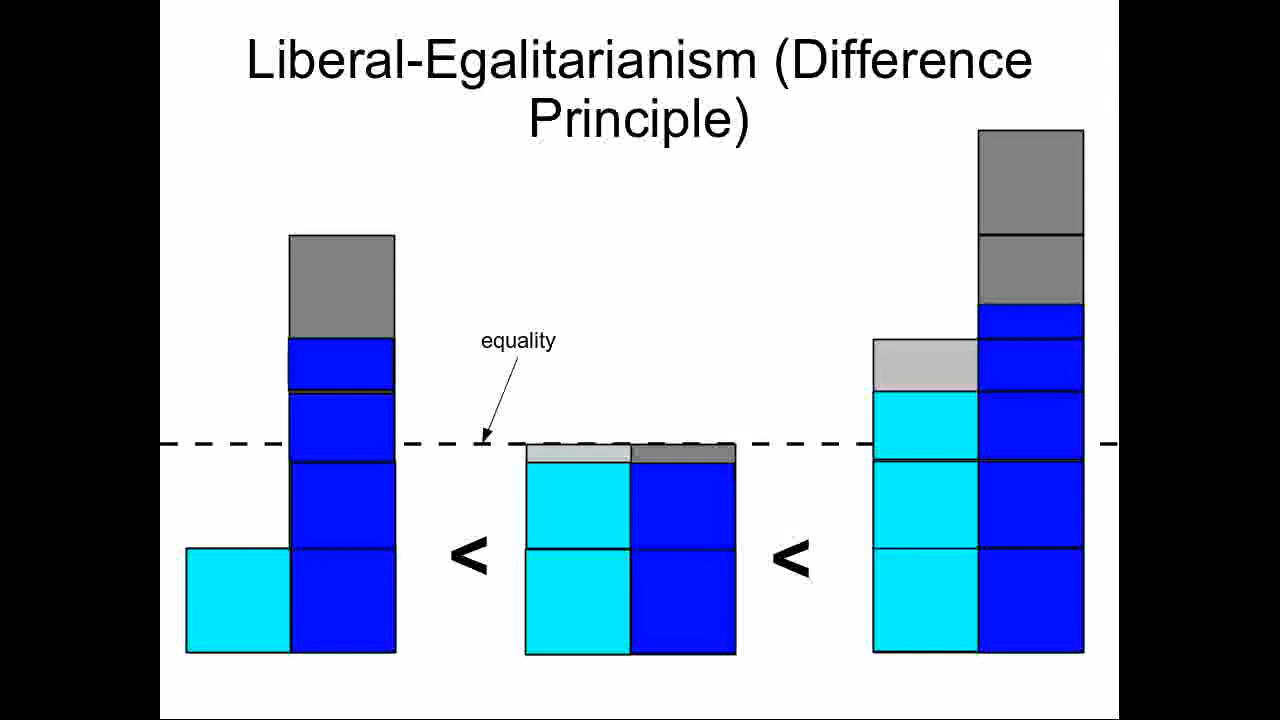 Liberal-Egalitarianism (Difference
Principle)
equality
<
<